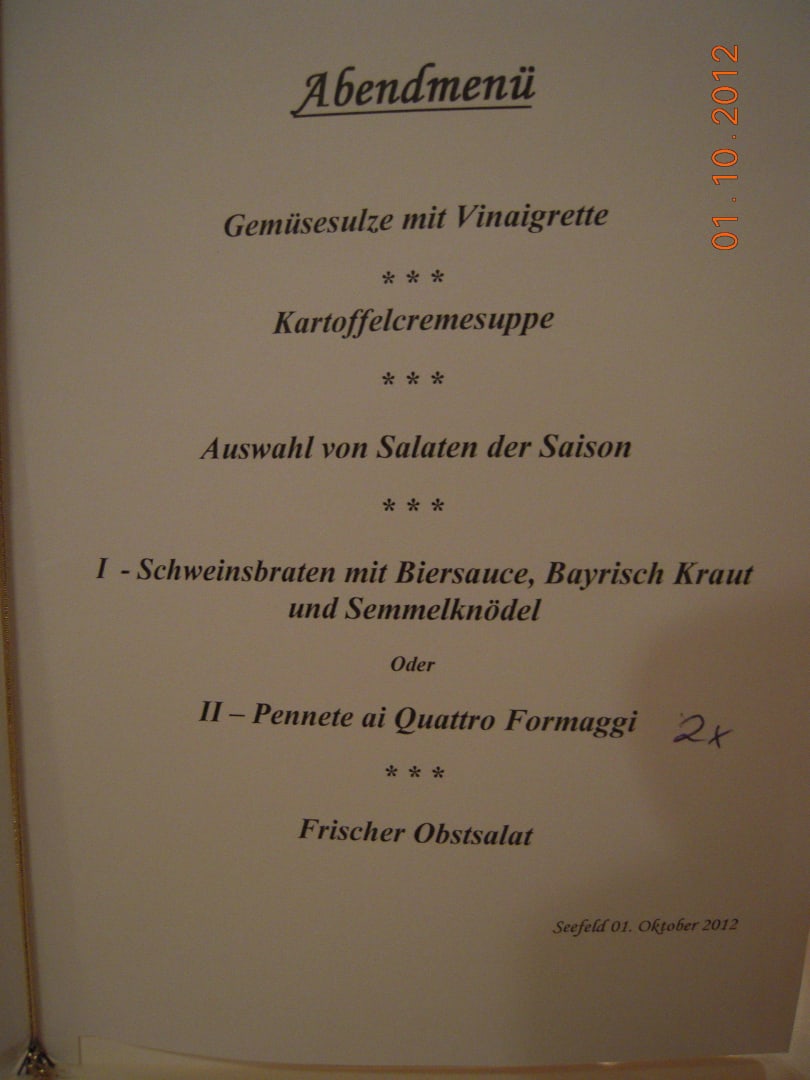 Abendmenü
01.10.2012
Gemüsesulze mit Vinaigrette
* * *
Kartoffelcremesuppe
* * *
Auswahl von Salaten der Saison
* * *
I - Schweinsbraten mit Biersauce, Bayrisch Kraut
und Semmelknödel
Oder
II – Pennete ai Quattro Formaggi 2x
* * *
Frischer Obstsalat
Seefeld 01. Oktober 2012